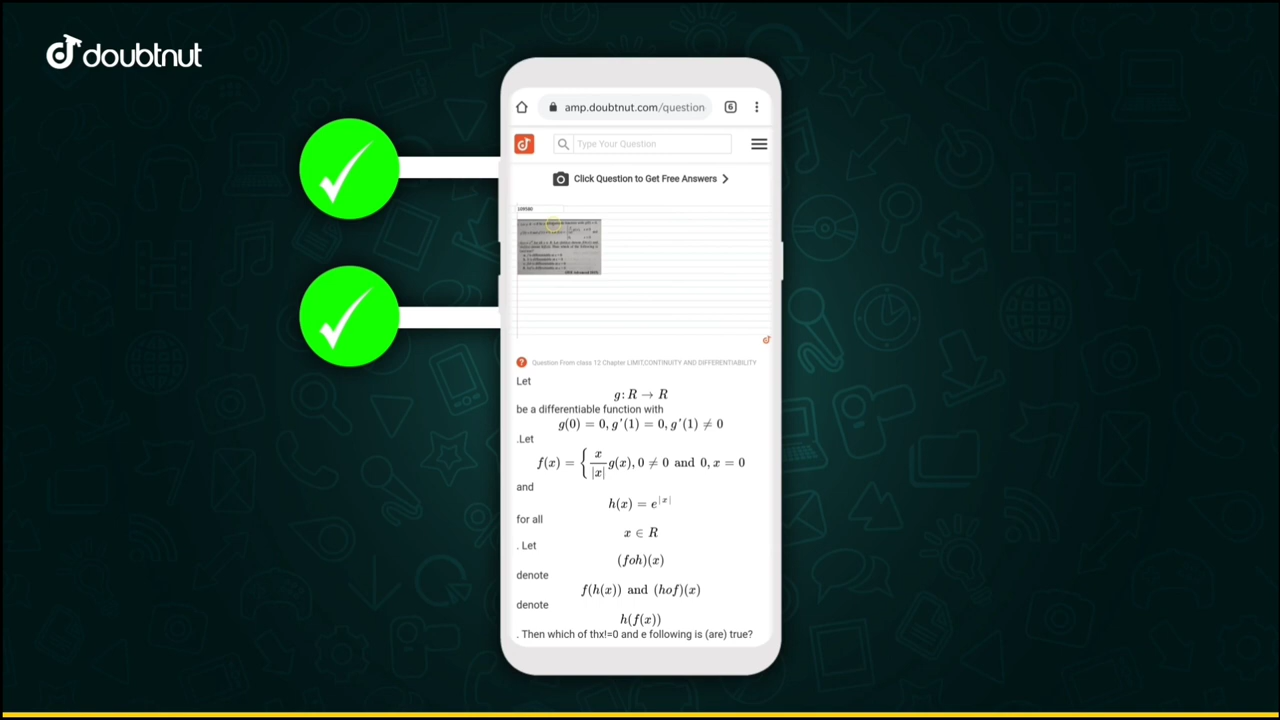 doubtnut
amp.doubtnut.com/question
6
Type Your Question
Click Question to Get Free Answers
Question From class 12 Chapter LIMIT,CONTINUITY AND DIFFERENTIABILITY
Let
g: R → R
be a differentiable function with
g(0) = 0, g'(1) = 0, g'(1) ≠ 0
.Let
f(x) = { x/|x| g(x), 0 ≠ 0 and 0, x = 0
and
h(x) = e^|x|
for all
x ∈ R
. Let
(foh)(x)
denote
f(h(x)) and (hof)(x)
denote
h(f(x))
. Then which of thx!=0 and e following is (are) true?